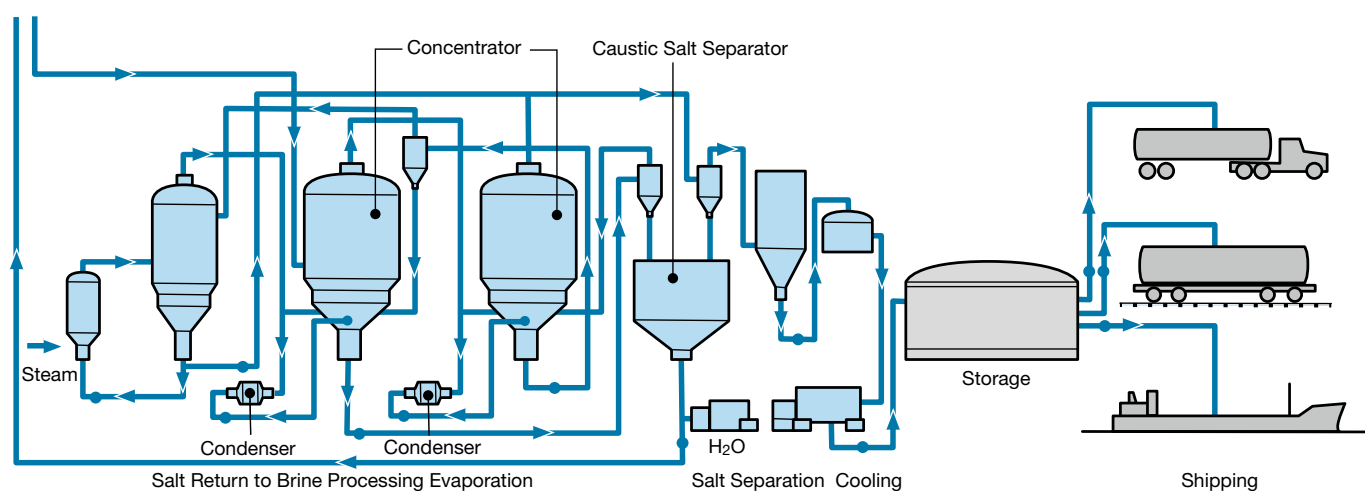 Concentrator
Caustic Salt Separator
Steam
Storage
Condenser
Condenser
H₂O
Salt Return to Brine Processing Evaporation
Salt Separation
Cooling
Shipping